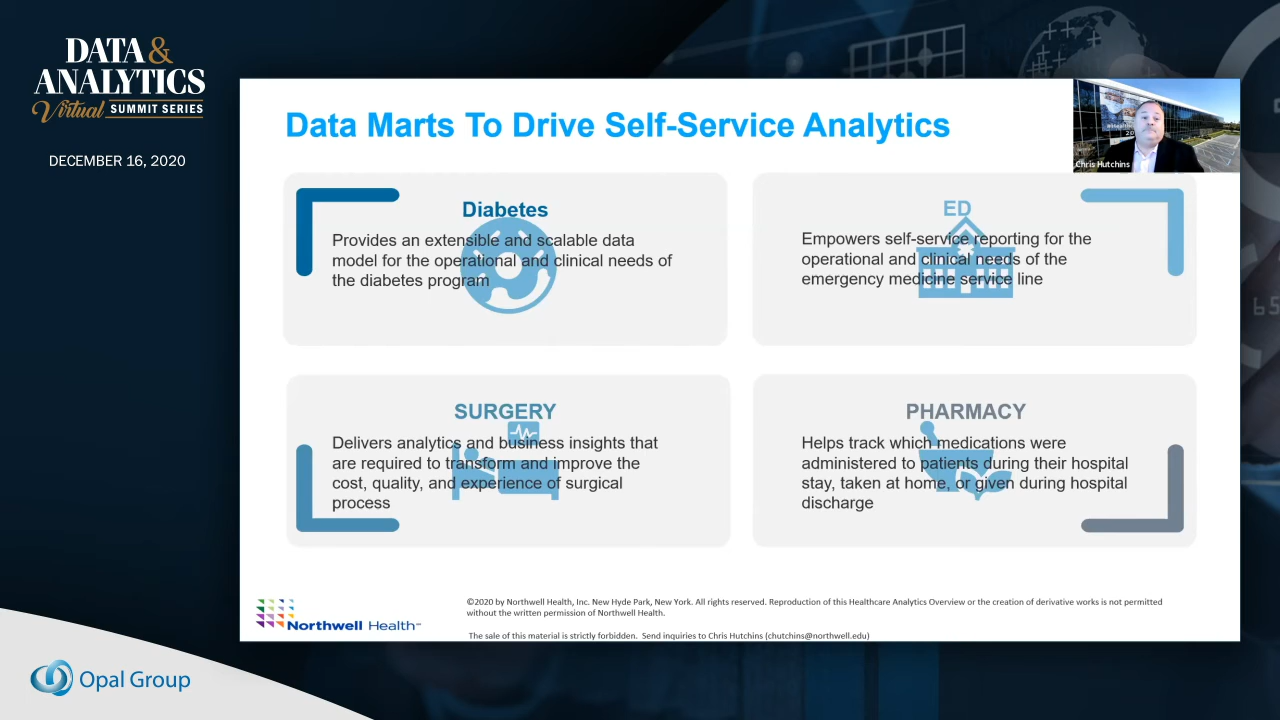 DATA &
ANALYTICS
Virtual SUMMIT SERIES
DECEMBER 16, 2020
Data Marts To Drive Self-Service Analytics
Chris Hutchins
Diabetes
Provides an extensible and scalable data
model for the operational and clinical needs of
the diabetes program
ED
Empowers self-service reporting for the
operational and clinical needs of the
emergency medicine service line
SURGERY
Delivers analytics and business insights that
are required to transform and improve the
cost, quality, and experience of surgical
process
PHARMACY
Helps track which medications were
administered to patients during their hospital
stay, taken at home, or given during hospital
discharge
Northwell Health
©2020 by Northwell Health, Inc. New Hyde Park, New York. All rights reserved. Reproduction of this Healthcare Analytics Overview or the creation of derivative works is not permitted
without the written permission of Northwell Health.
The sale of this material is strictly forbidden. Send inquiries to Chris Hutchins (chutchins@northwell.edu)
Opal Group